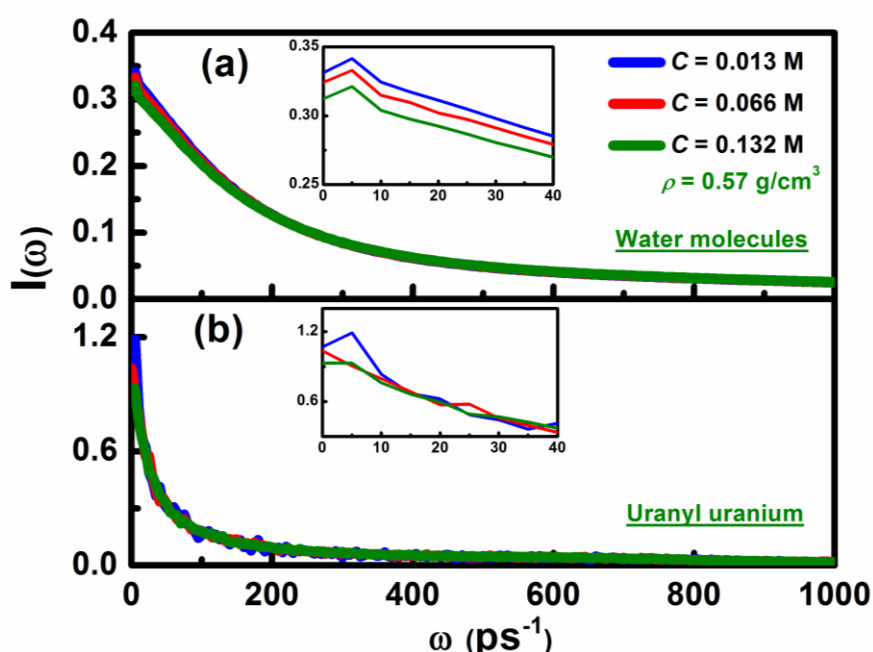 (a)
C = 0.013 M
C = 0.066 M
C = 0.132 M
ρ = 0.57 g/cm³
Water molecules
0.4
0.3
0.2
0.1
0.0
0.35
0.30
0.25
0 10 20 30 40
I(ω)
(b)
Uranyl uranium
1.2
0.6
0.0
1.2
0.6
0 10 20 30 40
0 200 400 600 800 1000
ω (ps⁻¹)